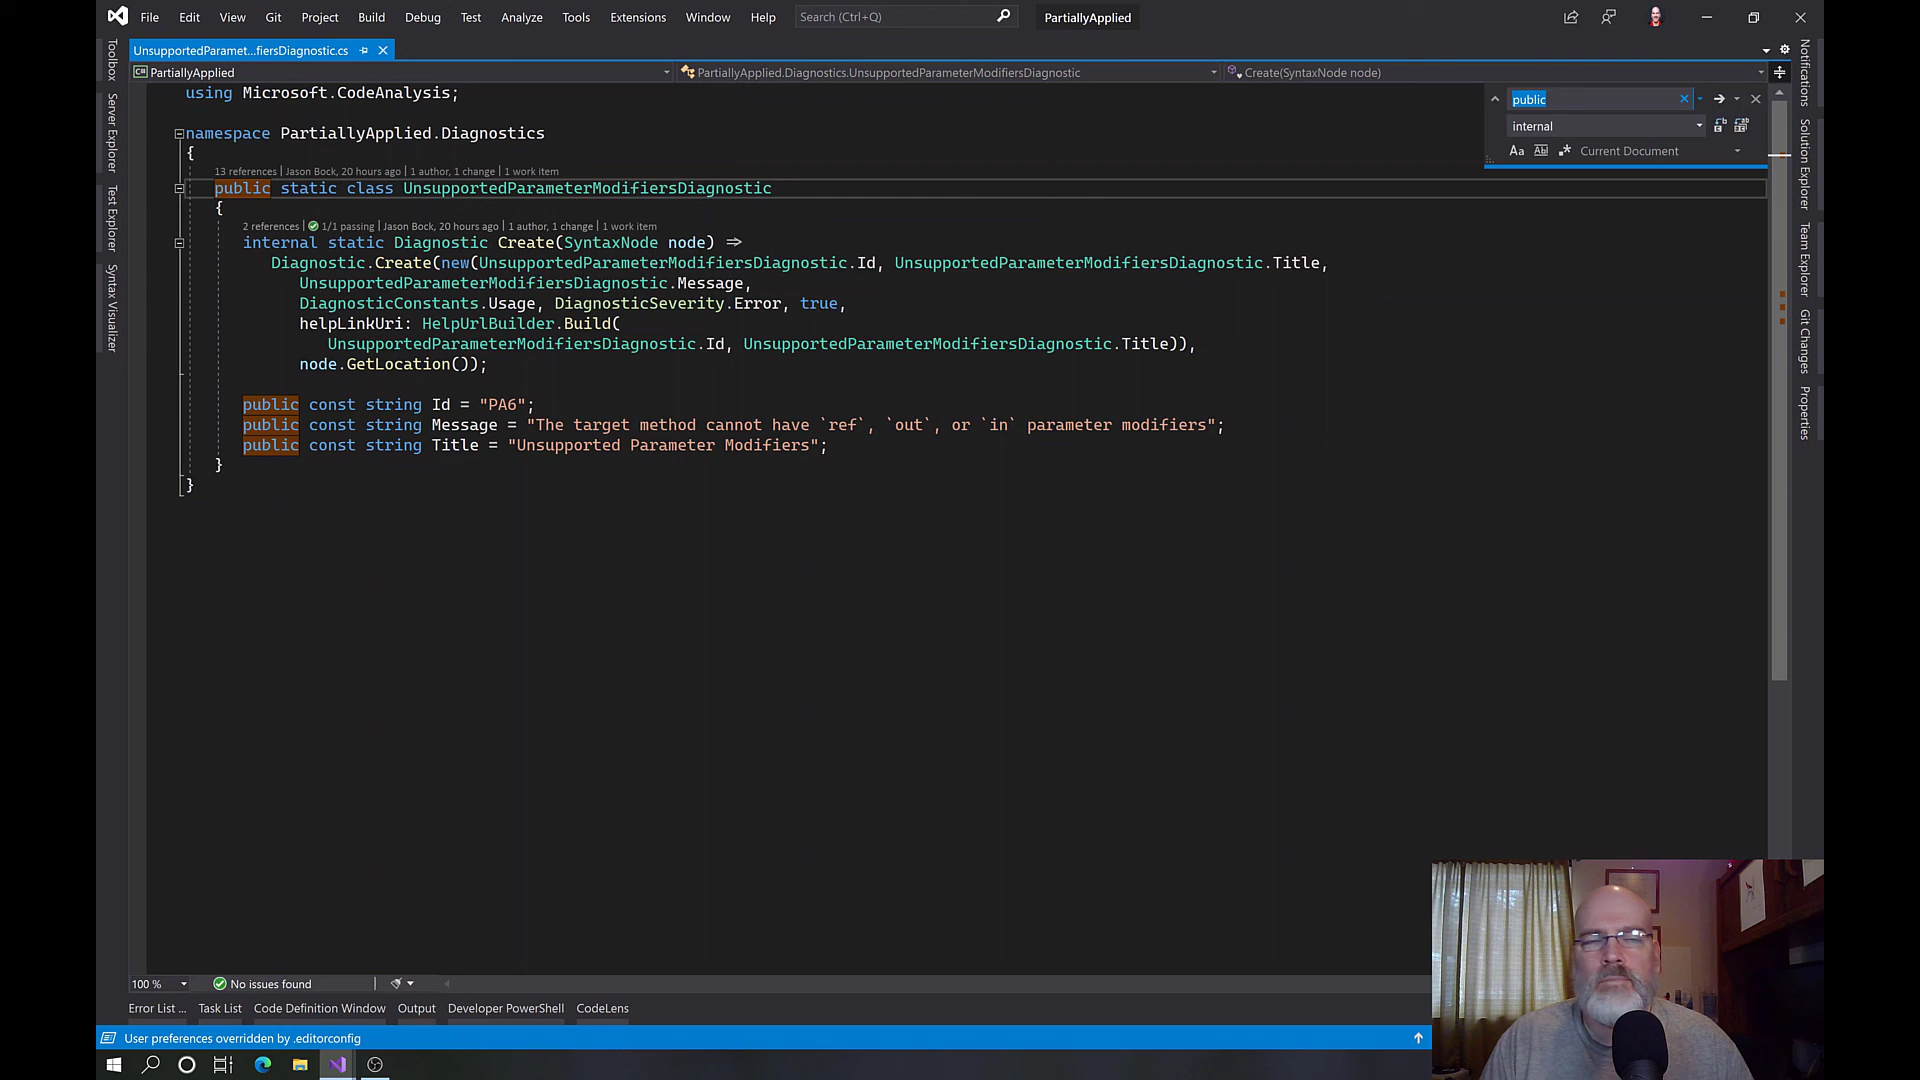 File Edit View Git Project Build Debug Test Analyze Tools Extensions Window Help Search (Ctrl+Q) PartiallyApplied
UnsupportedParamet...fiersDiagnostic.cs
PartiallyApplied PartiallyApplied.Diagnostics.UnsupportedParameterModifiersDiagnostic Create(SyntaxNode node)
Toolbox
Server Explorer
Test Explorer
Syntax Visualizer
using Microsoft.CodeAnalysis;
namespace PartiallyApplied.Diagnostics
{
13 references | Jason Bock, 20 hours ago | 1 author, 1 change | 1 work item
public static class UnsupportedParameterModifiersDiagnostic
{
2 references | 1/1 passing | Jason Bock, 20 hours ago | 1 author, 1 change | 1 work item
internal static Diagnostic Create(SyntaxNode node) =>
Diagnostic.Create(new(UnsupportedParameterModifiersDiagnostic.Id, UnsupportedParameterModifiersDiagnostic.Title,
UnsupportedParameterModifiersDiagnostic.Message,
DiagnosticConstants.Usage, DiagnosticSeverity.Error, true,
helpLinkUri: HelpUrlBuilder.Build(
UnsupportedParameterModifiersDiagnostic.Id, UnsupportedParameterModifiersDiagnostic.Title)),
node.GetLocation());
public const string Id = "PA6";
public const string Message = "The target method cannot have `ref`, `out`, or `in` parameter modifiers";
public const string Title = "Unsupported Parameter Modifiers";
}
}
public
internal
Aa Ab Current Document
Notifications
Solution Explorer
Team Explorer
Git Changes
Properties
100 % No issues found
Error List ... Task List Code Definition Window Output Developer PowerShell CodeLens
User preferences overridden by .editorconfig